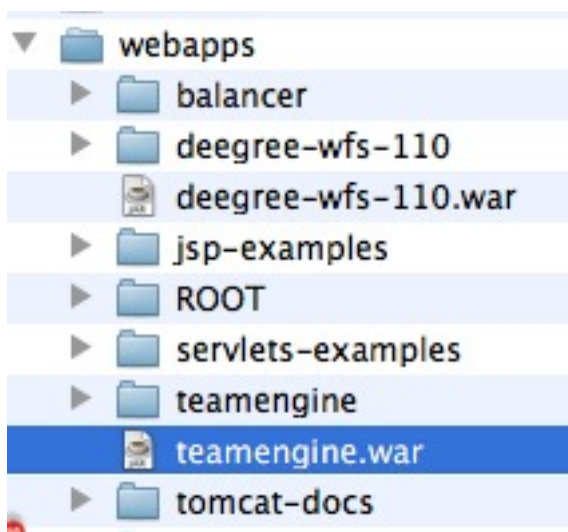 webapps
balancer
deegree-wfs-110
deegree-wfs-110.war
jsp-examples
ROOT
servlets-examples
teamengine
teamengine.war
tomcat-docs